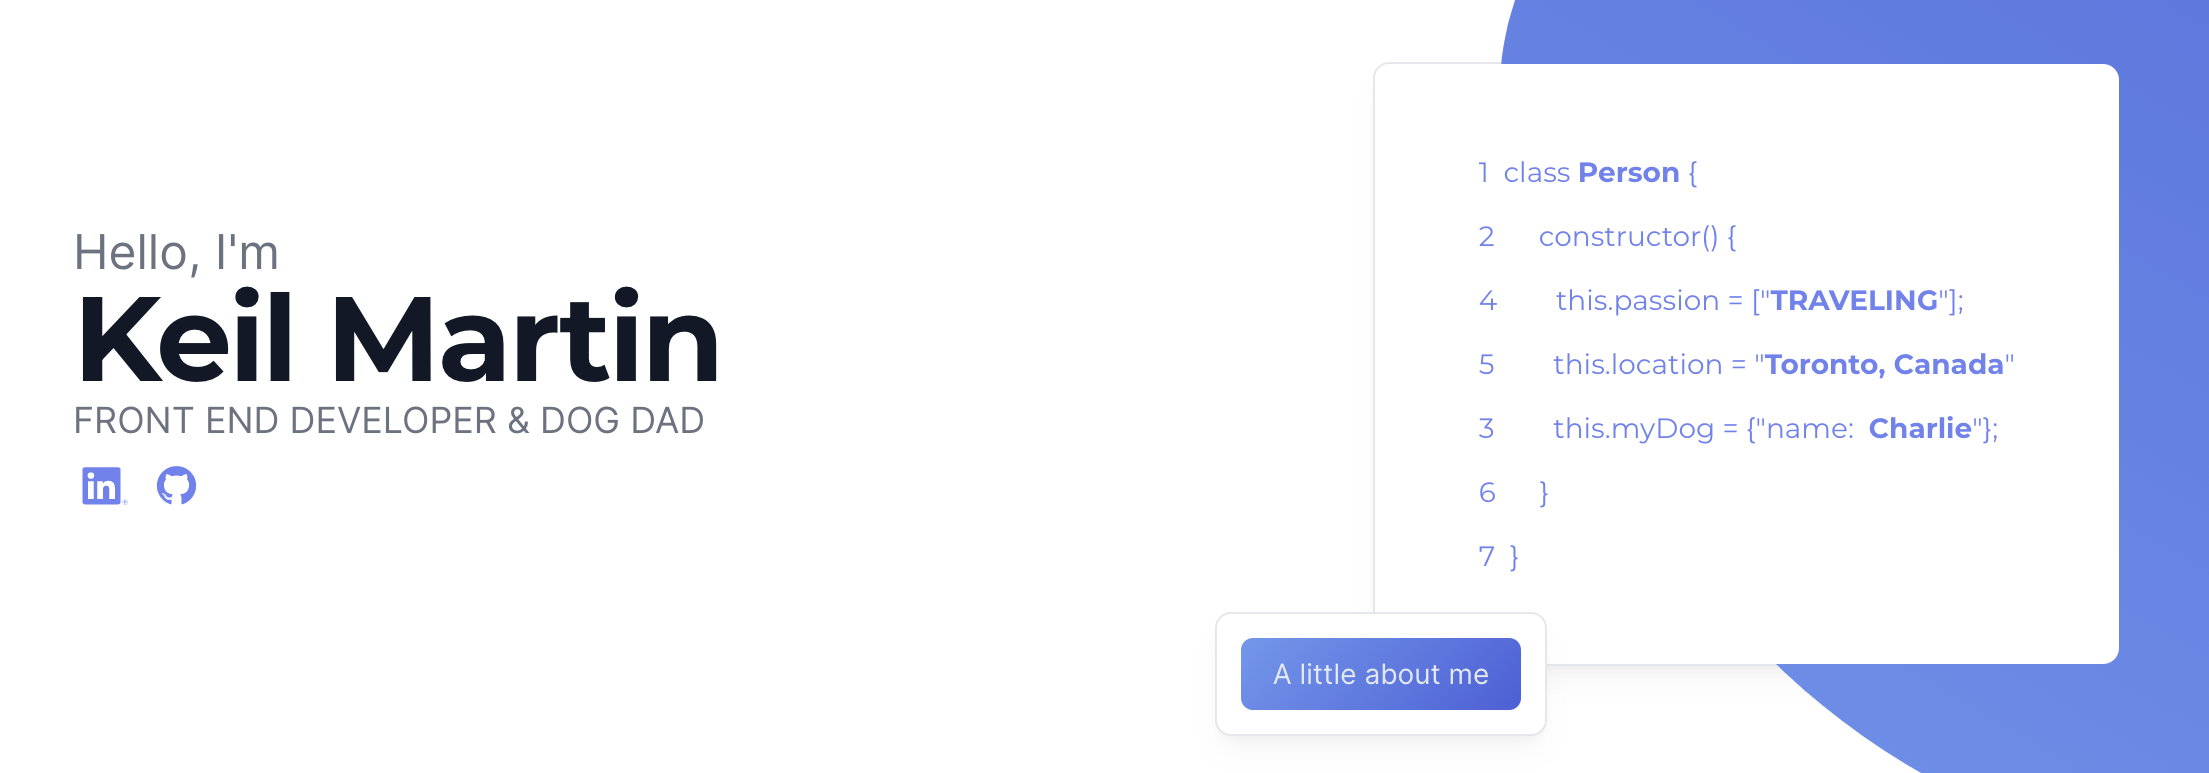 Hello, I'm
Keil Martin
FRONT END DEVELOPER & DOG DAD
in
1 class Person {
2 constructor() {
4 this.passion = ["TRAVELING"];
5 this.location = "Toronto, Canada"
3 this.myDog = {"name: Charlie"};
6 }
7 }
A little about me